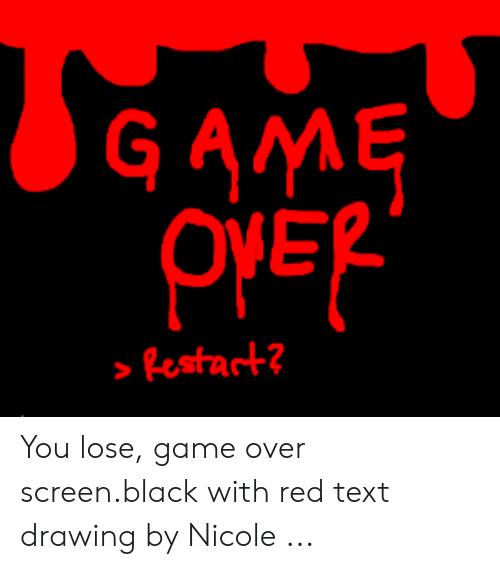 GAME
OVER
> Restart?
You lose, game over
screen.black with red text
drawing by Nicole ...